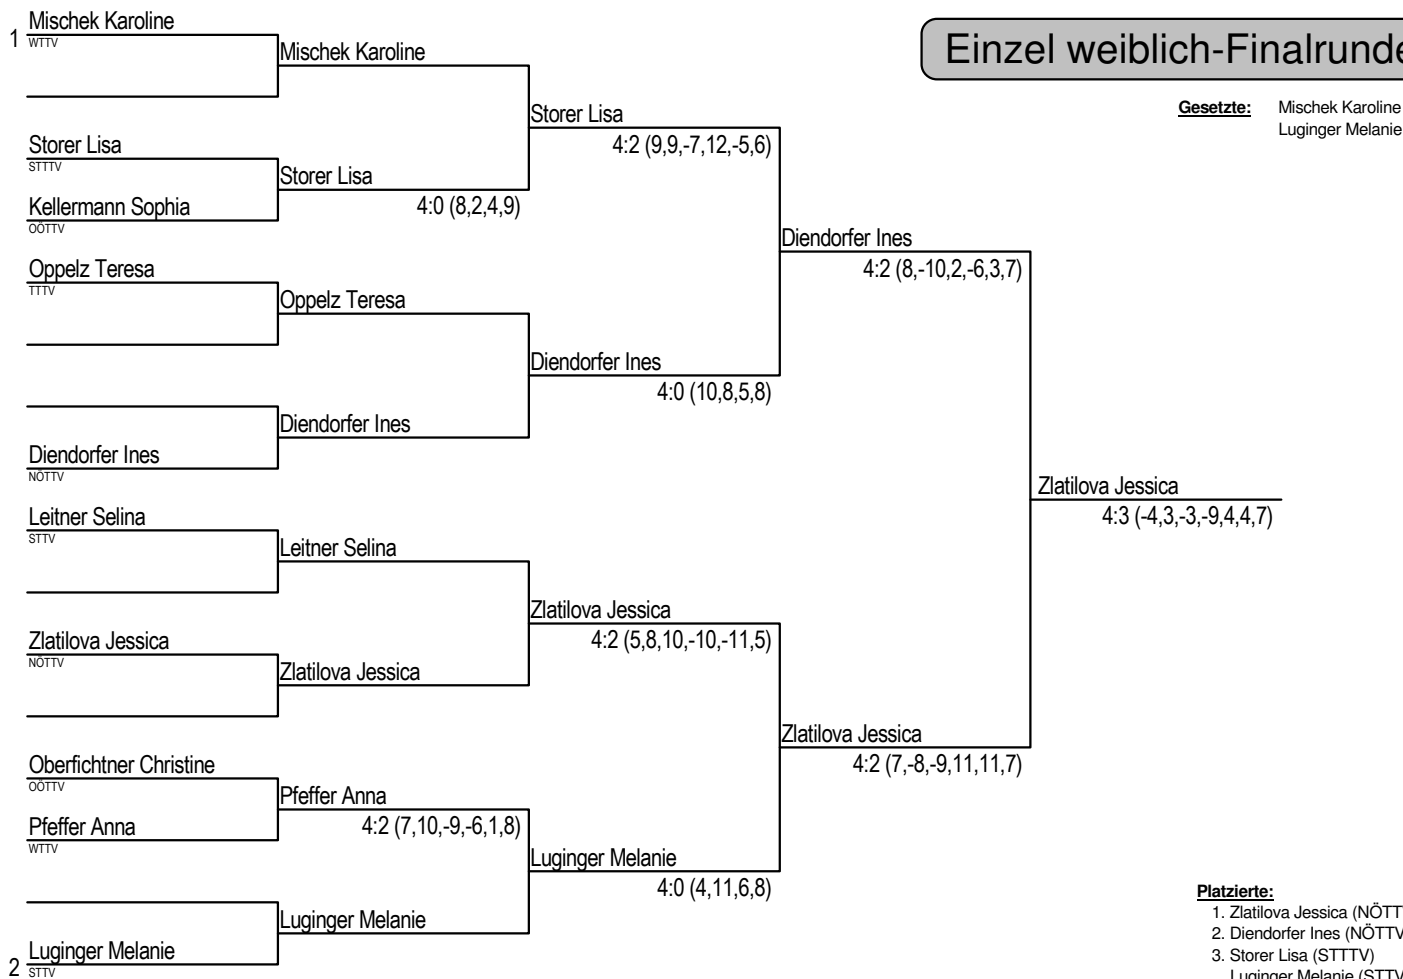 Einzel weiblich-Finalrunde
Gesetzte: Mischek Karoline
Luginger Melanie
1 Mischek Karoline
WTTV
Storer Lisa
STTTV
Kellermann Sophia
OÖTTV
Oppelz Teresa
TTTV
Diendorfer Ines
NÖTTV
Leitner Selina
STTV
Zlatilova Jessica
NÖTTV
Oberfichtner Christine
OÖTTV
Pfeffer Anna
WTTV
2 Luginger Melanie
STTV
Mischek Karoline
Storer Lisa
4:0 (8,2,4,9)
Oppelz Teresa
Diendorfer Ines
Leitner Selina
Zlatilova Jessica
Pfeffer Anna
4:2 (7,10,-9,-6,1,8)
Luginger Melanie
Storer Lisa
4:2 (9,9,-7,12,-5,6)
Diendorfer Ines
4:0 (10,8,5,8)
Zlatilova Jessica
4:2 (5,8,10,-10,-11,5)
Luginger Melanie
4:0 (4,11,6,8)
Diendorfer Ines
4:2 (8,-10,2,-6,3,7)
Zlatilova Jessica
4:2 (7,-8,-9,11,11,7)
Zlatilova Jessica
4:3 (-4,3,-3,-9,4,4,7)
Platzierte:
1. Zlatilova Jessica (NÖTT
2. Diendorfer Ines (NÖTTV
3. Storer Lisa (STTTV)
Luginger Melanie (STTV